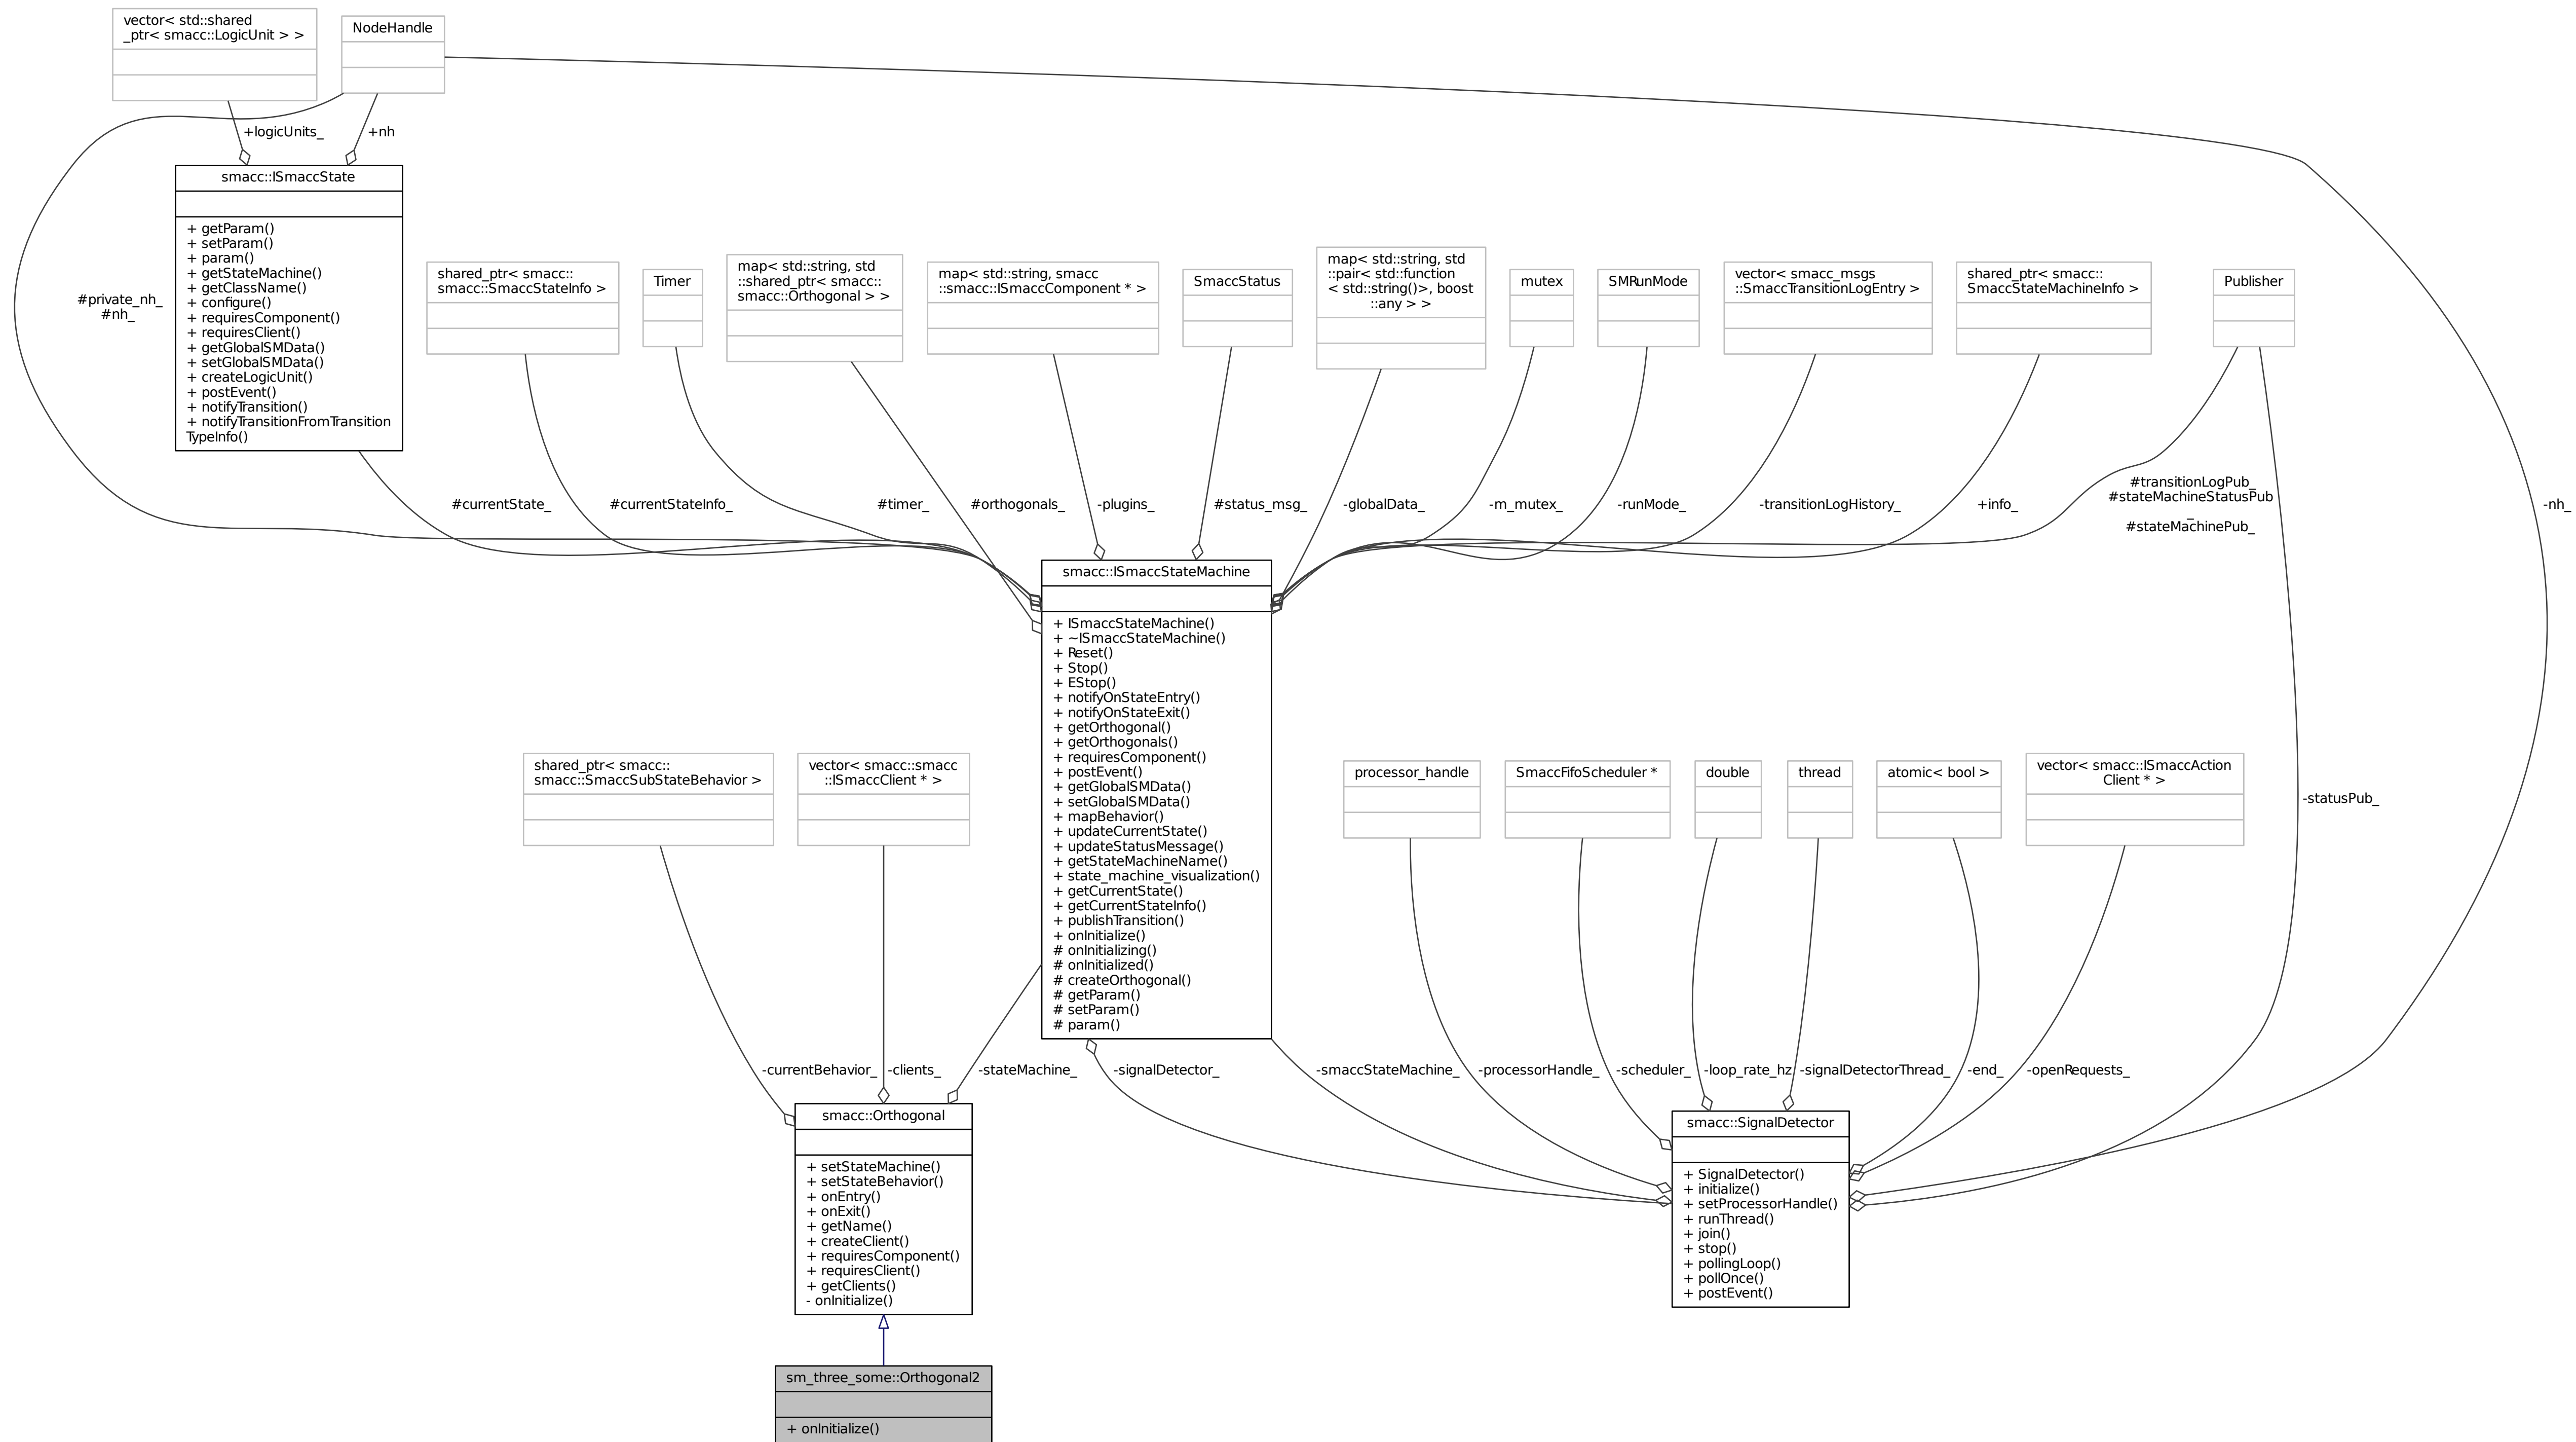 vector< std::shared
_ptr< smacc::LogicUnit > >
NodeHandle
+logicUnits_
+nh
smacc::ISmaccState
+ getParam()
+ setParam()
+ param()
+ getStateMachine()
+ getClassName()
+ configure()
+ requiresComponent()
+ requiresClient()
+ getGlobalSMData()
+ setGlobalSMData()
+ createLogicUnit()
+ postEvent()
+ notifyTransition()
+ notifyTransitionFromTransition
TypeInfo()
#private_nh_
#nh_
shared_ptr< smacc::
smacc::SmaccStateInfo >
Timer
map< std::string, std
::shared_ptr< smacc::
smacc::Orthogonal > >
map< std::string, smacc
::smacc::ISmaccComponent * >
SmaccStatus
map< std::string, std
::pair< std::function
< std::string()>, boost
::any > >
mutex
SMRunMode
vector< smacc_msgs
::SmaccTransitionLogEntry >
shared_ptr< smacc::
SmaccStateMachineInfo >
Publisher
#currentState_
#currentStateInfo_
#timer_
#orthogonals_
-plugins_
#status_msg_
-globalData_
-m_mutex_
-runMode_
-transitionLogHistory_
+info_
#transitionLogPub_
#stateMachineStatusPub
_
#stateMachinePub_
-nh_
smacc::ISmaccStateMachine
+ ISmaccStateMachine()
+ ~ISmaccStateMachine()
+ Reset()
+ Stop()
+ EStop()
+ notifyOnStateEntry()
+ notifyOnStateExit()
+ getOrthogonal()
+ getOrthogonals()
+ requiresComponent()
+ postEvent()
+ getGlobalSMData()
+ setGlobalSMData()
+ mapBehavior()
+ updateCurrentState()
+ updateStatusMessage()
+ getStateMachineName()
+ state_machine_visualization()
+ getCurrentState()
+ getCurrentStateInfo()
+ publishTransition()
+ onInitialize()
# onInitializing()
# onInitialized()
# createOrthogonal()
# getParam()
# setParam()
# param()
shared_ptr< smacc::
smacc::SmaccSubStateBehavior >
vector< smacc::smacc
::ISmaccClient * >
processor_handle
SmaccFifoScheduler *
double
thread
atomic< bool >
vector< smacc::ISmaccAction
Client * >
-statusPub_
-currentBehavior_
-clients_
-stateMachine_
-signalDetector_
-smaccStateMachine_
-processorHandle_
-scheduler_
-loop_rate_hz
-signalDetectorThread_
-end_
-openRequests_
smacc::Orthogonal
+ setStateMachine()
+ setStateBehavior()
+ onEntry()
+ onExit()
+ getName()
+ createClient()
+ requiresComponent()
+ requiresClient()
+ getClients()
- onInitialize()
smacc::SignalDetector
+ SignalDetector()
+ initialize()
+ setProcessorHandle()
+ runThread()
+ join()
+ stop()
+ pollingLoop()
+ pollOnce()
+ postEvent()
sm_three_some::Orthogonal2
+ onInitialize()